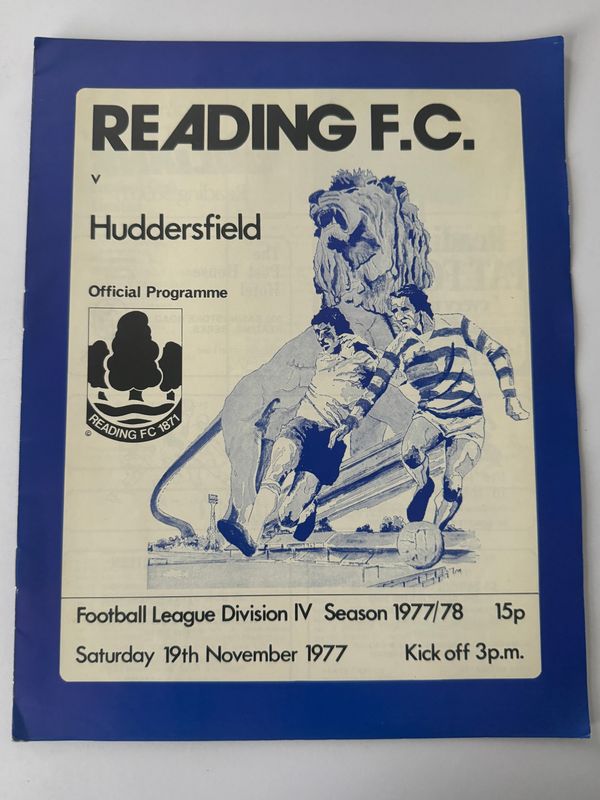 READING F.C.
v
Huddersfield
Official Programme
READING FC 1871
©
Football League Division IV Season 1977/78 15p
Saturday 19th November 1977 Kick off 3p.m.